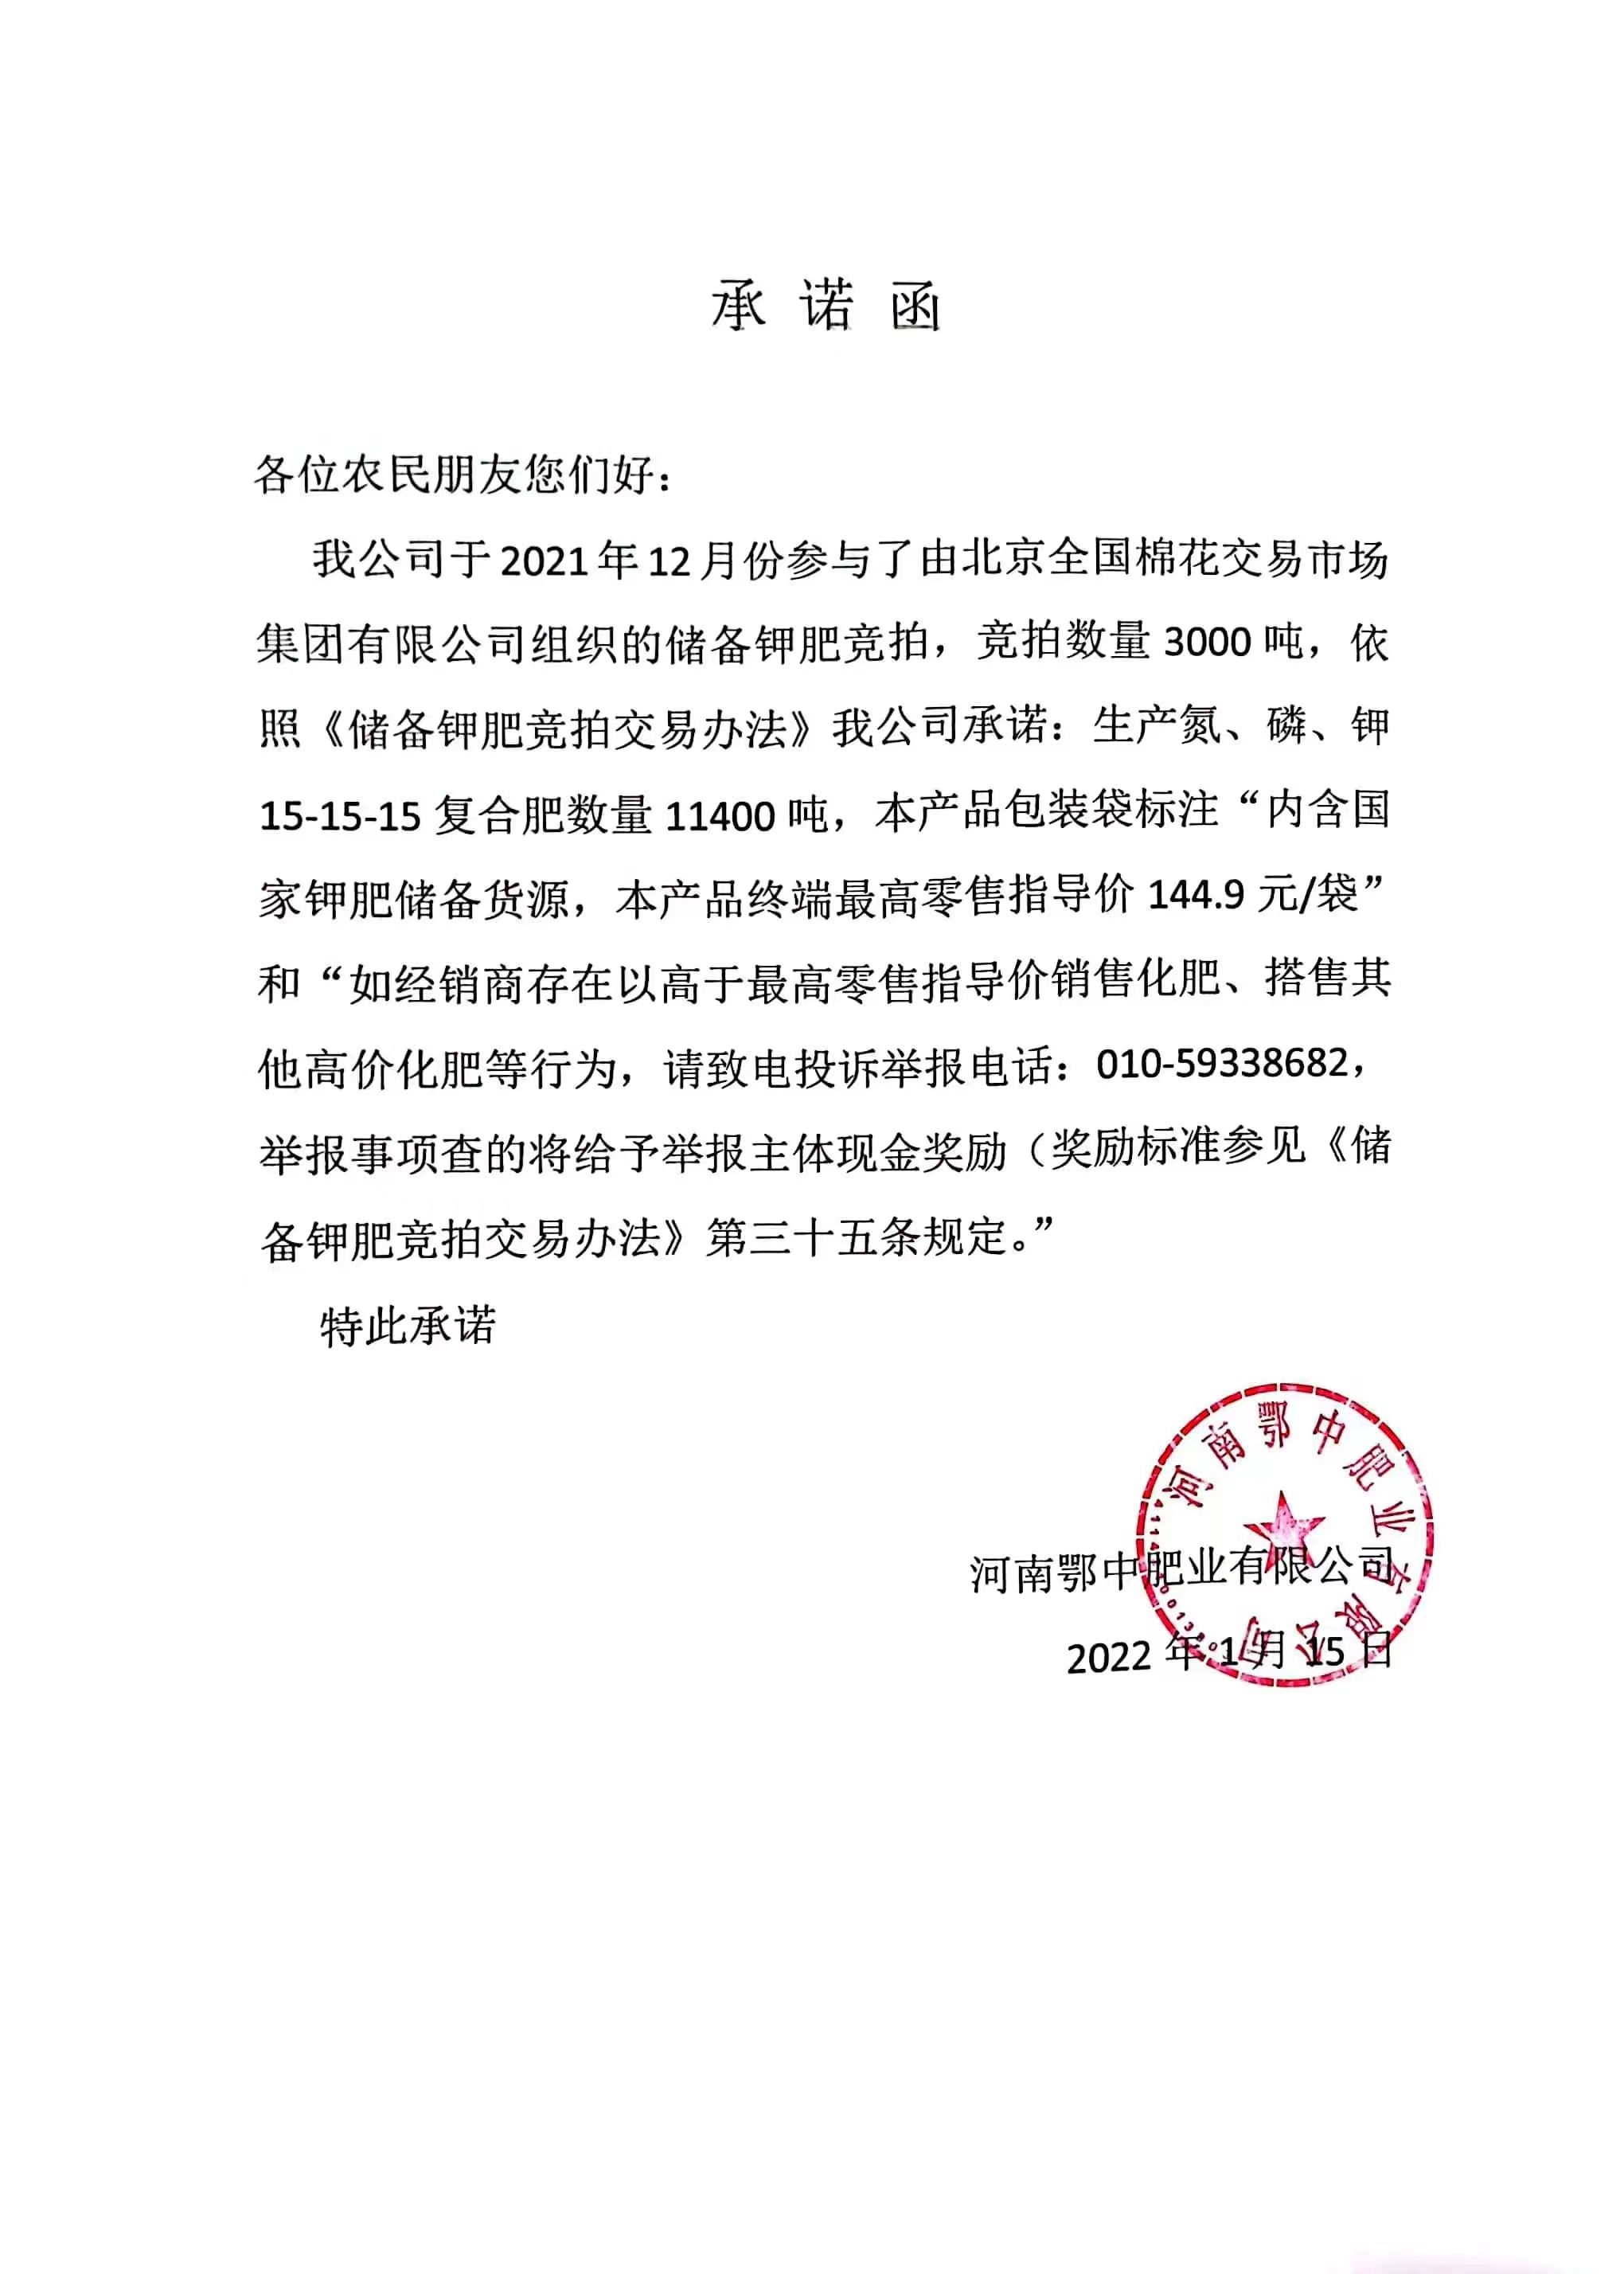 承诺函
各位农民朋友您们好：
我公司于2021年12月份参与了由北京全国棉花交易市场
集团有限公司组织的储备钾肥竞拍，竞拍数量3000吨，依
照《储备钾肥竞拍交易办法》我公司承诺：生产氮、磷、钾
15-15-15复合肥数量11400吨，本产品包装袋标注“内含国
家钾肥储备货源，本产品终端最高零售指导价144.9元/袋”
和“如经销商存在以高于最高零售指导价销售化肥、搭售其
他高价化肥等行为，请致电投诉举报电话：010-59338682，
举报事项查的将给予举报主体现金奖励（奖励标准参见《储
备钾肥竞拍交易办法》第三十五条规定。”
特此承诺
河南鄂中肥业有限公司
河南鄂中肥业有限公司
2022年1月15日